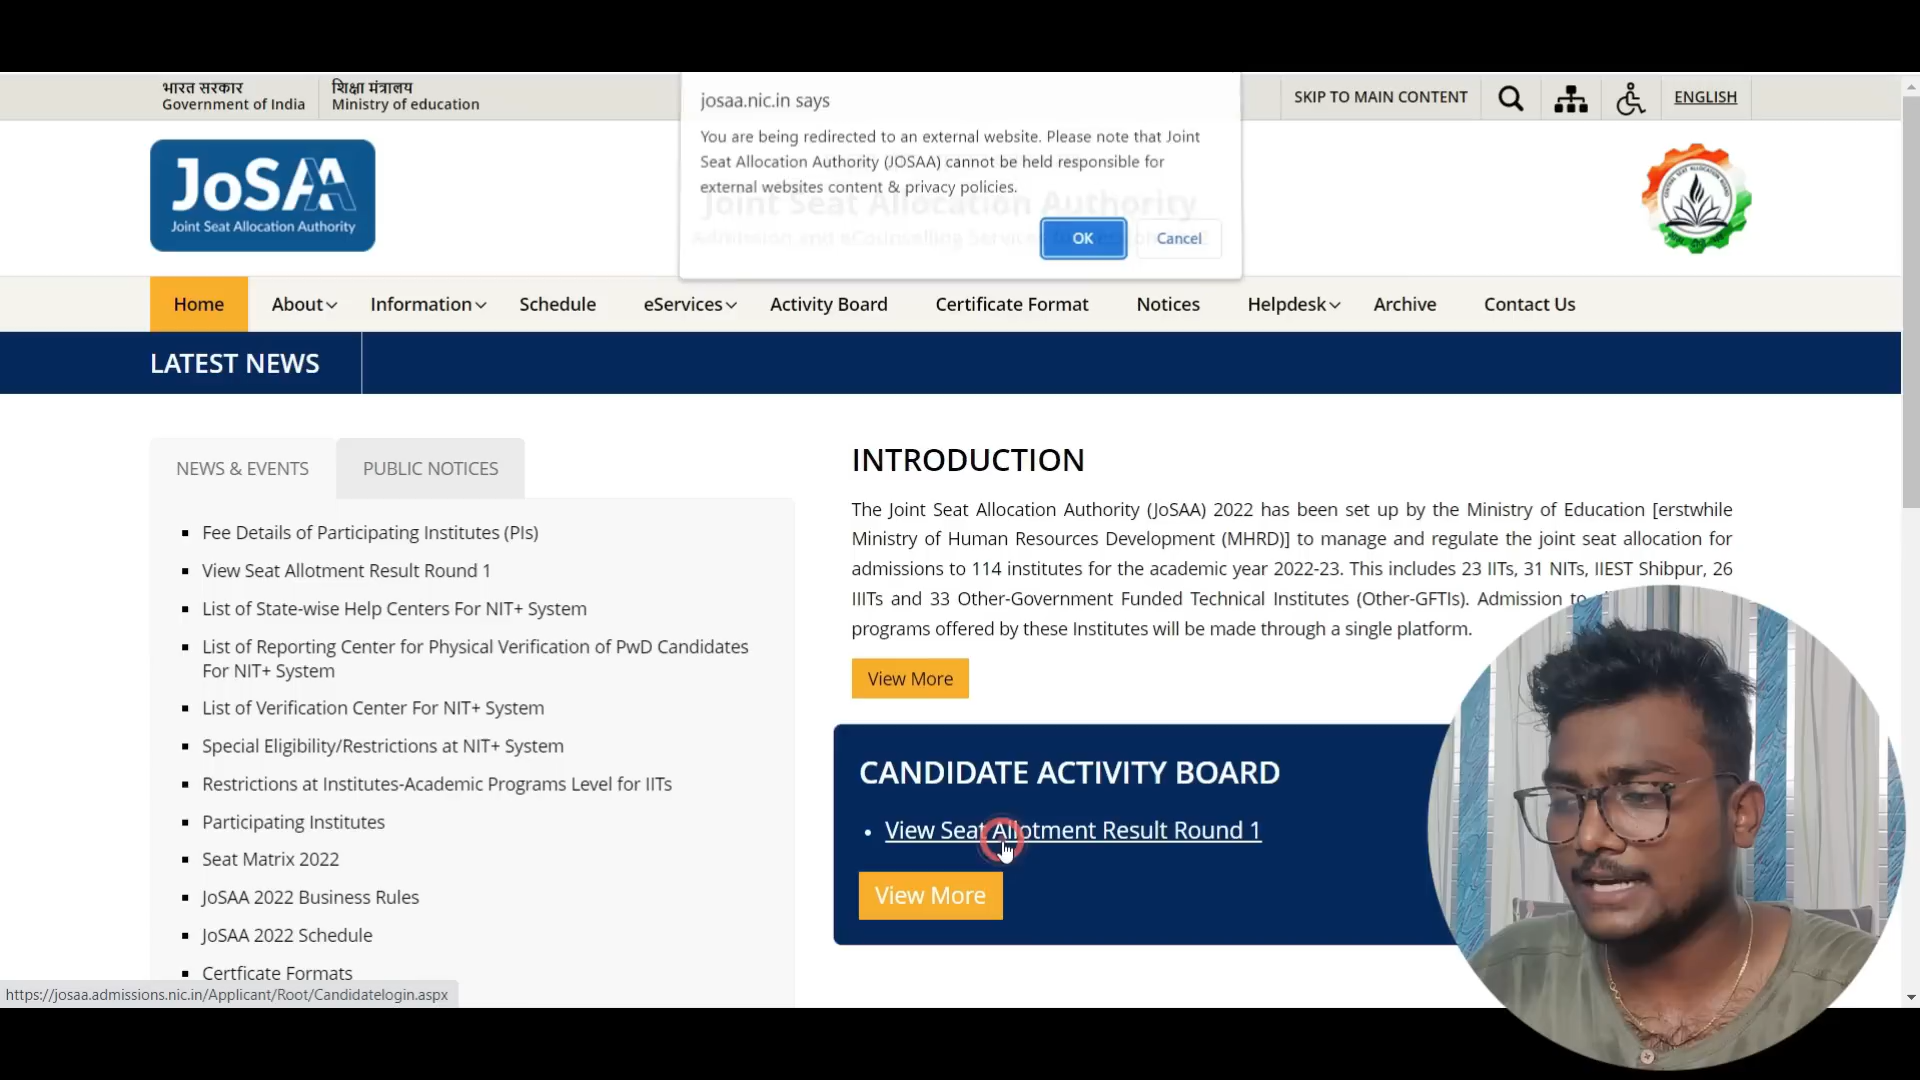 भारत सरकार
Government of India
शिक्षा मंत्रालय
Ministry of education
SKIP TO MAIN CONTENT
ENGLISH
josaa.nic.in says
You are being redirected to an external website. Please note that Joint
Seat Allocation Authority (JOSAA) cannot be held responsible for
external websites content & privacy policies.
Joint Seat Allocation Authority
OK
Cancel
JoSAA
Joint Seat Allocation Authority
Home
About
Information
Schedule
eServices
Activity Board
Certificate Format
Notices
Helpdesk
Archive
Contact Us
LATEST NEWS
NEWS & EVENTS
PUBLIC NOTICES
Fee Details of Participating Institutes (PIs)
View Seat Allotment Result Round 1
List of State-wise Help Centers For NIT+ System
List of Reporting Center for Physical Verification of PwD Candidates
For NIT+ System
List of Verification Center For NIT+ System
Special Eligibility/Restrictions at NIT+ System
Restrictions at Institutes-Academic Programs Level for IITs
Participating Institutes
Seat Matrix 2022
JoSAA 2022 Business Rules
JoSAA 2022 Schedule
Certficate Formats
https://josaa.admissions.nic.in/Applicant/Root/Candidatelogin.aspx
INTRODUCTION
The Joint Seat Allocation Authority (JoSAA) 2022 has been set up by the Ministry of Education [erstwhile
Ministry of Human Resources Development (MHRD)] to manage and regulate the joint seat allocation for
admissions to 114 institutes for the academic year 2022-23. This includes 23 IITs, 31 NITs, IIEST Shibpur, 26
IIITs and 33 Other-Government Funded Technical Institutes (Other-GFTIs). Admission to
programs offered by these Institutes will be made through a single platform.
View More
CANDIDATE ACTIVITY BOARD
View Seat Allotment Result Round 1
View More